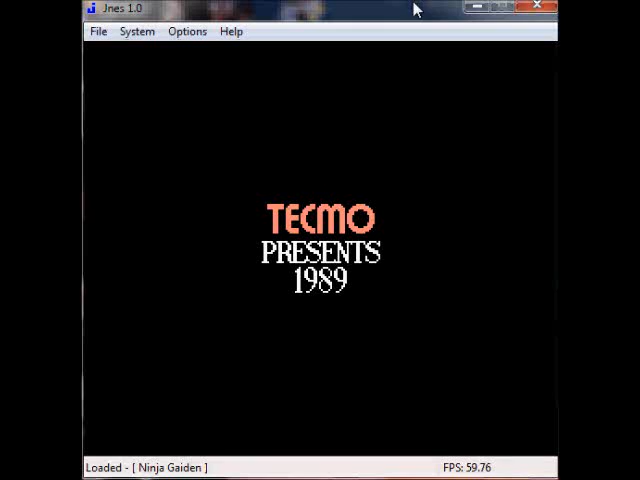 Jnes 1.0
File System Options Help
TECMO
PRESENTS
1989
Loaded - [ Ninja Gaiden ] FPS: 59.76